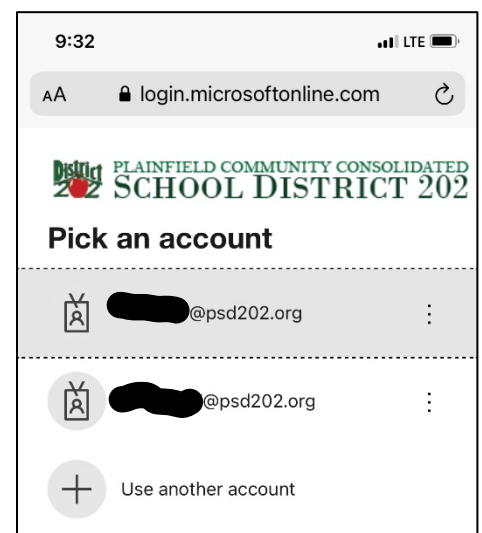 9:32 LTE
AA login.microsoftonline.com
District 202 PLAINFIELD COMMUNITY CONSOLIDATED
SCHOOL DISTRICT 202
Pick an account
@psd202.org
@psd202.org
Use another account